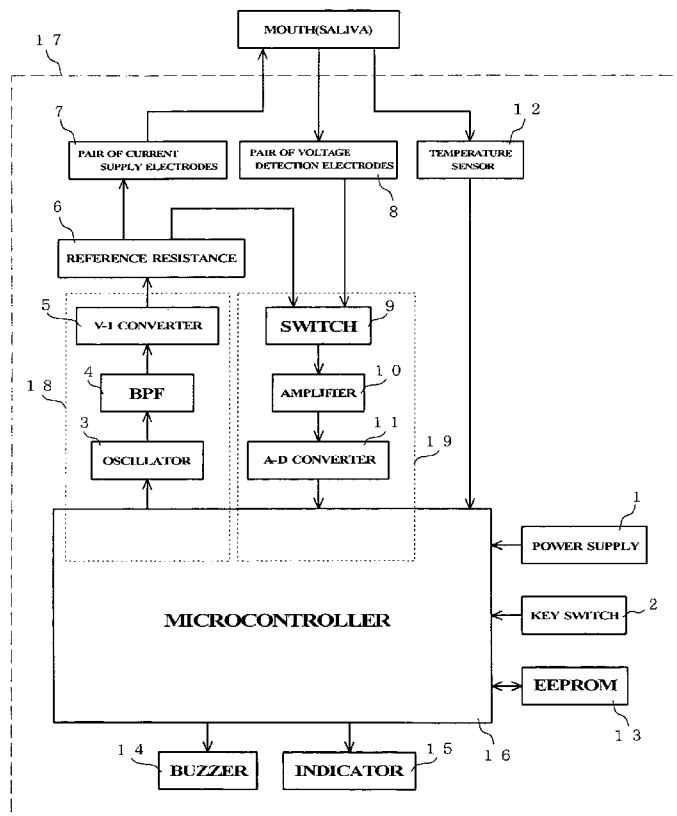 MOUTH(SALIVA)
1 7
7
1 2
PAIR OF CURRENT
SUPPLY ELECTRODES
PAIR OF VOLTAGE
DETECTION ELECTRODES
TEMPERATURE
SENSOR
8
6
REFERENCE RESISTANCE
5
9
V-I CONVERTER
SWITCH
1 8
4
1 0
BPF
AMPLIFIER
3
1 1
1 9
OSCILLATOR
A-D CONVERTER
1
POWER SUPPLY
MICROCONTROLLER
KEY SWITCH
2
EEPROM
1 4
1 5
1 6
1 3
BUZZER
INDICATOR